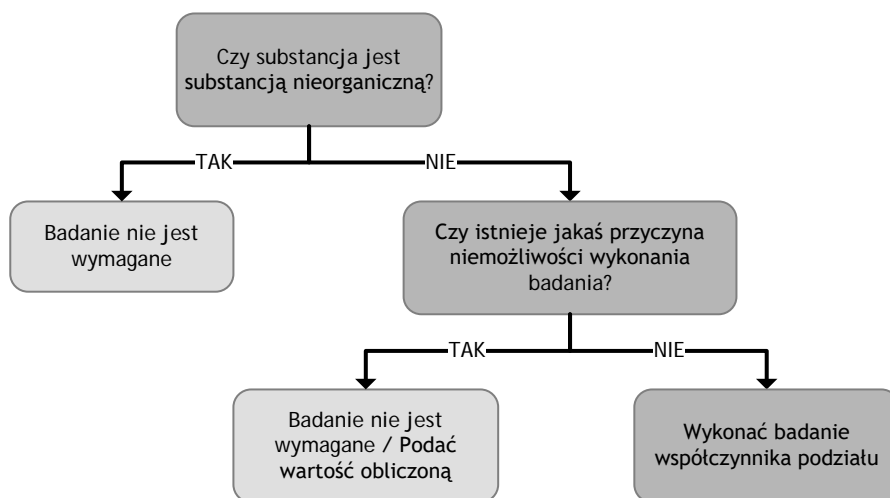 Czy substancja jest
substancją nieorganiczną?
TAK
NIE
Badanie nie jest
wymagane
Czy istnieje jakaś przyczyna
niemożliwości wykonania
badania?
TAK
NIE
Badanie nie jest
wymagane / Podać
wartość obliczoną
Wykonać badanie
współczynnika podziału